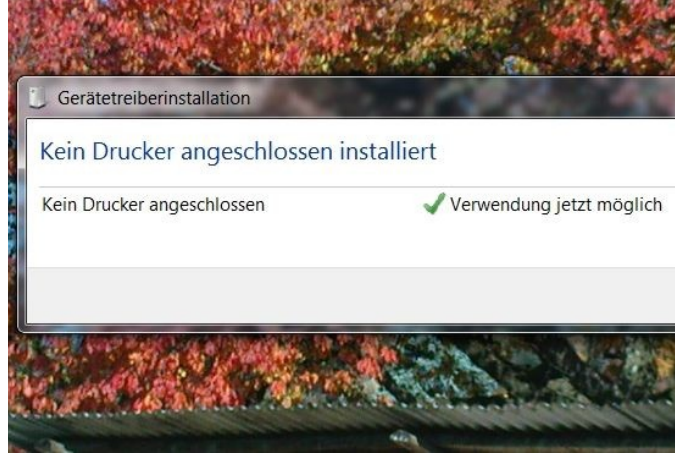 Gerätetreiberinstallation
Kein Drucker angeschlossen installiert
Kein Drucker angeschlossen
Verwendung jetzt möglich